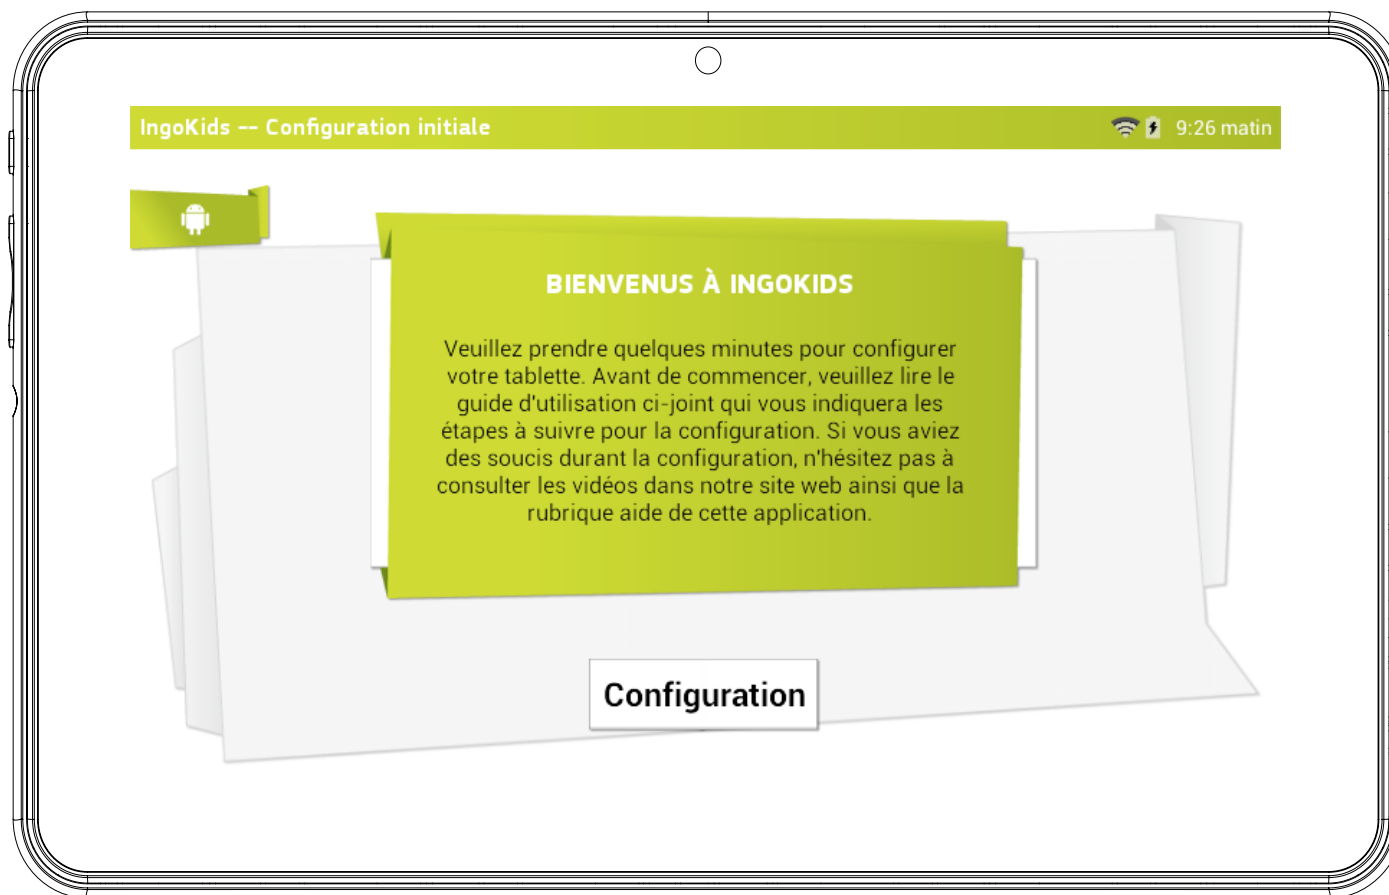 IngoKids -- Configuration initiale
9:26 matin
BIENVENUS À INGOKIDS
Veuillez prendre quelques minutes pour configurer
votre tablette. Avant de commencer, veuillez lire le
guide d'utilisation ci-joint qui vous indiquera les
étapes à suivre pour la configuration. Si vous aviez
des soucis durant la configuration, n'hésitez pas à
consulter les vidéos dans notre site web ainsi que la
rubrique aide de cette application.
Configuration